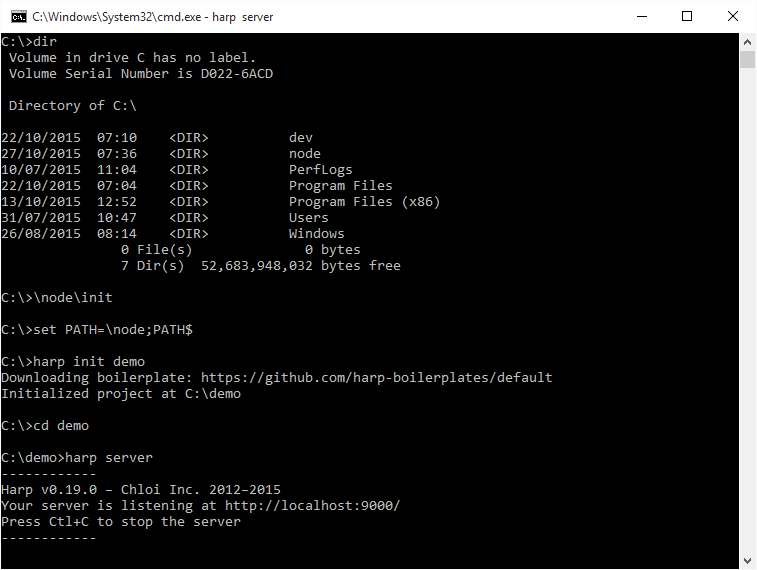 C:\Windows\System32\cmd.exe - harp  server
C:\>dir
 Volume in drive C has no label.
 Volume Serial Number is D022-6ACD

 Directory of C:\

22/10/2015  07:10    <DIR>          dev
27/10/2015  07:36    <DIR>          node
10/07/2015  11:04    <DIR>          PerfLogs
22/10/2015  07:04    <DIR>          Program Files
13/10/2015  12:52    <DIR>          Program Files (x86)
31/07/2015  10:47    <DIR>          Users
26/08/2015  08:14    <DIR>          Windows
               0 File(s)              0 bytes
               7 Dir(s)  52,683,948,032 bytes free

C:\>\node\init

C:\>set PATH=\node;PATH$

C:\>harp init demo
Downloading boilerplate: https://github.com/harp-boilerplates/default
Initialized project at C:\demo

C:\>cd demo

C:\demo>harp server
------------
Harp v0.19.0 – Chloi Inc. 2012–2015
Your server is listening at http://localhost:9000/
Press Ctl+C to stop the server
------------